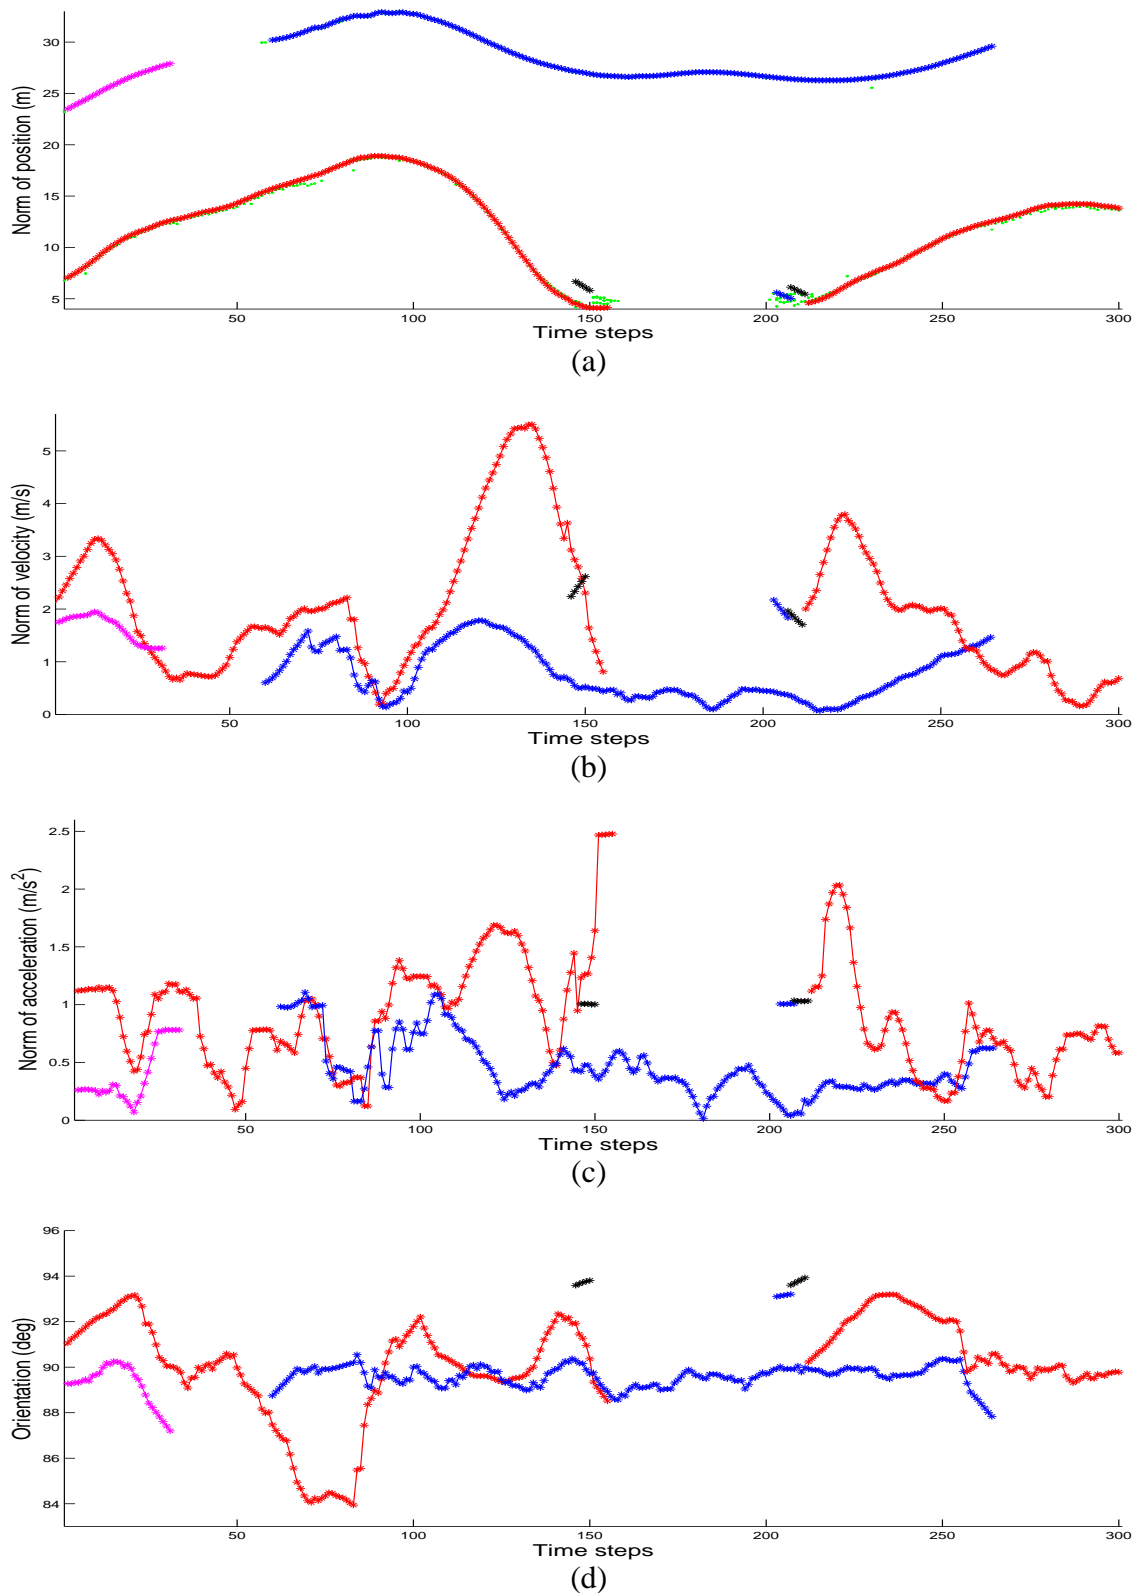 Norm of position (m)
30
25
20
15
10
5
50 100 150 200 250 300
Time steps
(a)
Norm of velocity (m/s)
5
4
3
2
1
0
50 100 150 200 250 300
Time steps
(b)
Norm of acceleration (m/s²)
2.5
2
1.5
1
0.5
0
50 100 150 200 250 300
Time steps
(c)
Orientation (deg)
96
94
92
90
88
86
84
50 100 150 200 250 300
Time steps
(d)